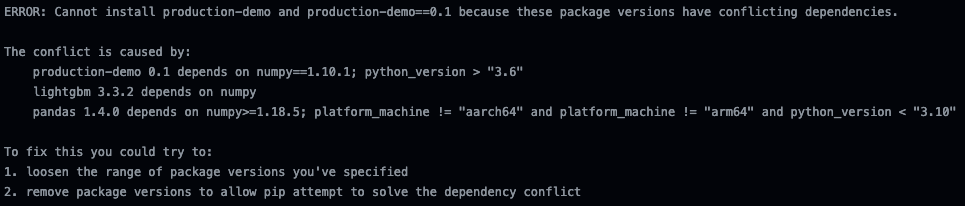 ERROR: Cannot install production-demo and production-demo==0.1 because these package versions have conflicting dependencies.
The conflict is caused by:
production-demo 0.1 depends on numpy==1.10.1; python_version > "3.6"
lightgbm 3.3.2 depends on numpy
pandas 1.4.0 depends on numpy>=1.18.5; platform_machine != "aarch64" and platform_machine != "arm64" and python_version < "3.10"
To fix this you could try to:
1. loosen the range of package versions you've specified
2. remove package versions to allow pip attempt to solve the dependency conflict